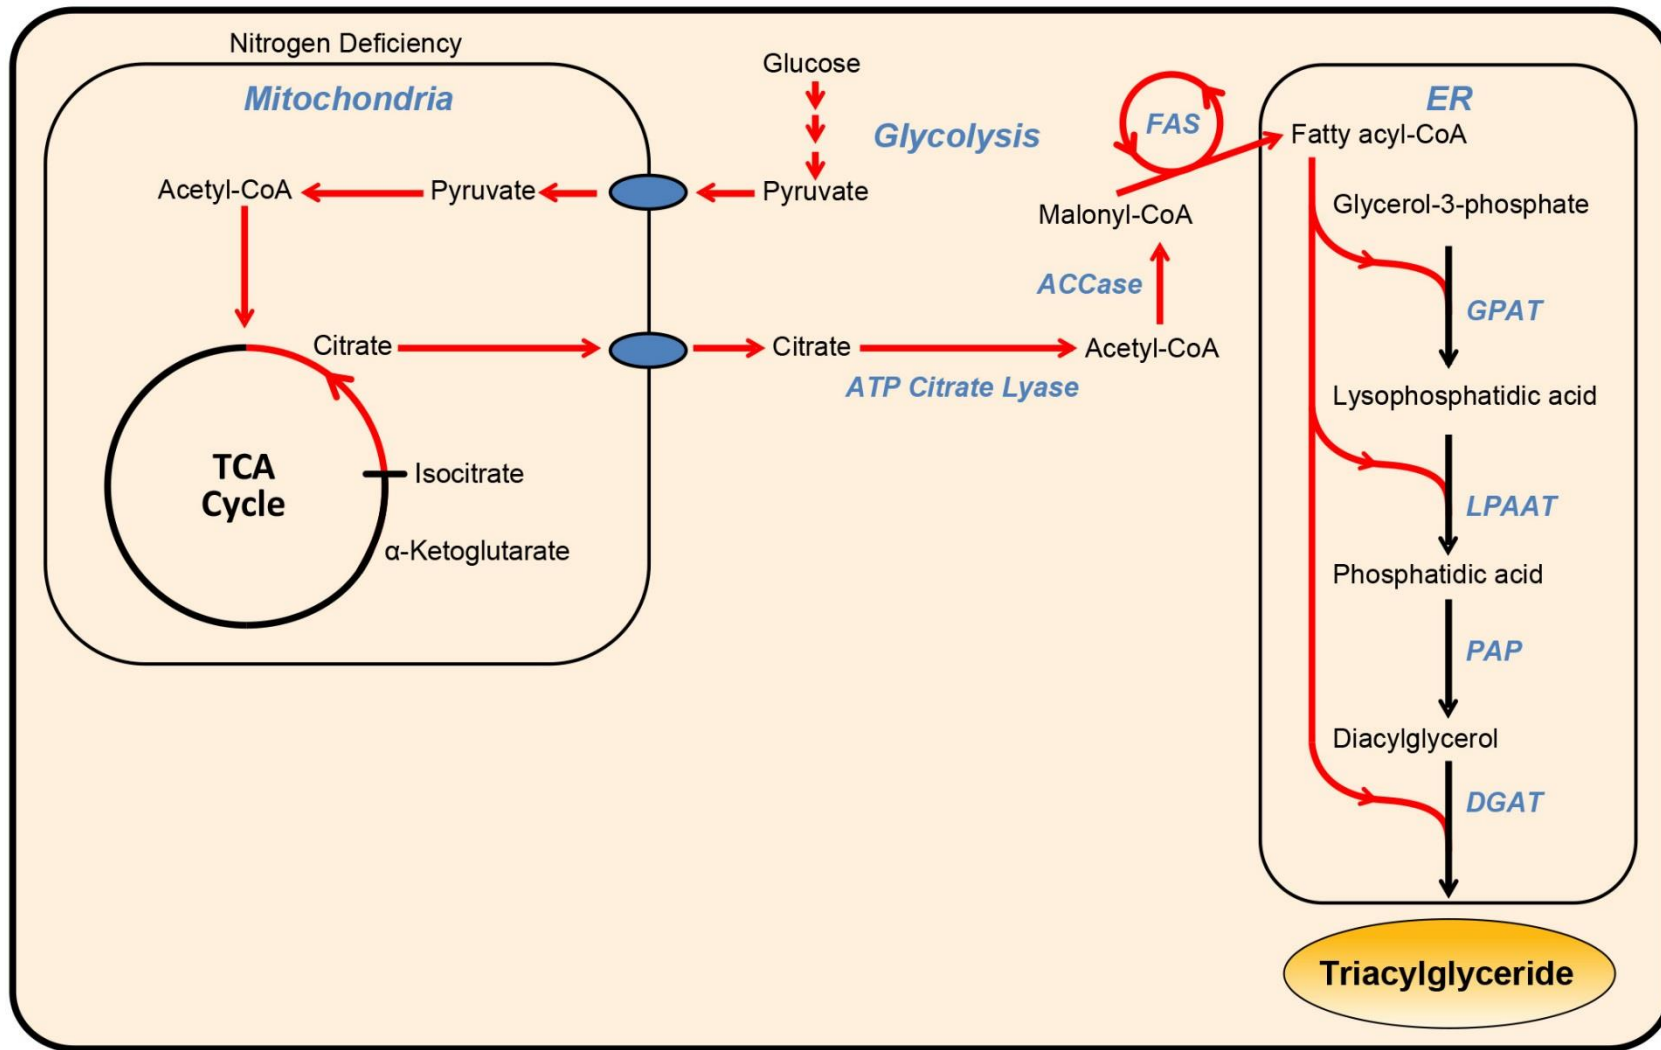 Nitrogen Deficiency
Mitochondria
Glucose
Glycolysis
FAS
ER
Fatty acyl-CoA
Acetyl-CoA
Pyruvate
Pyruvate
Malonyl-CoA
Glycerol-3-phosphate
ACCase
GPAT
Citrate
Citrate
Acetyl-CoA
ATP Citrate Lyase
Lysophosphatidic acid
TCA
Cycle
Isocitrate
α-Ketoglutarate
LPAAT
Phosphatidic acid
PAP
Diacylglycerol
DGAT
Triacylglyceride